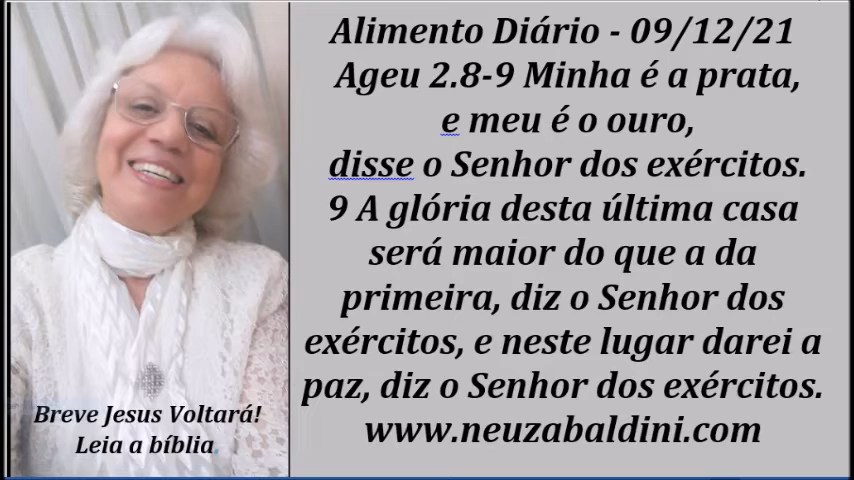 Alimento Diário - 09/12/21
Ageu 2.8-9 Minha é a prata,
e meu é o ouro,
disse o Senhor dos exércitos.
9 A glória desta última casa
será maior do que a da
primeira, diz o Senhor dos
exércitos, e neste lugar darei a
paz, diz o Senhor dos exércitos.
www.neuzabaldini.com
Breve Jesus Voltará!
Leia a bíblia.